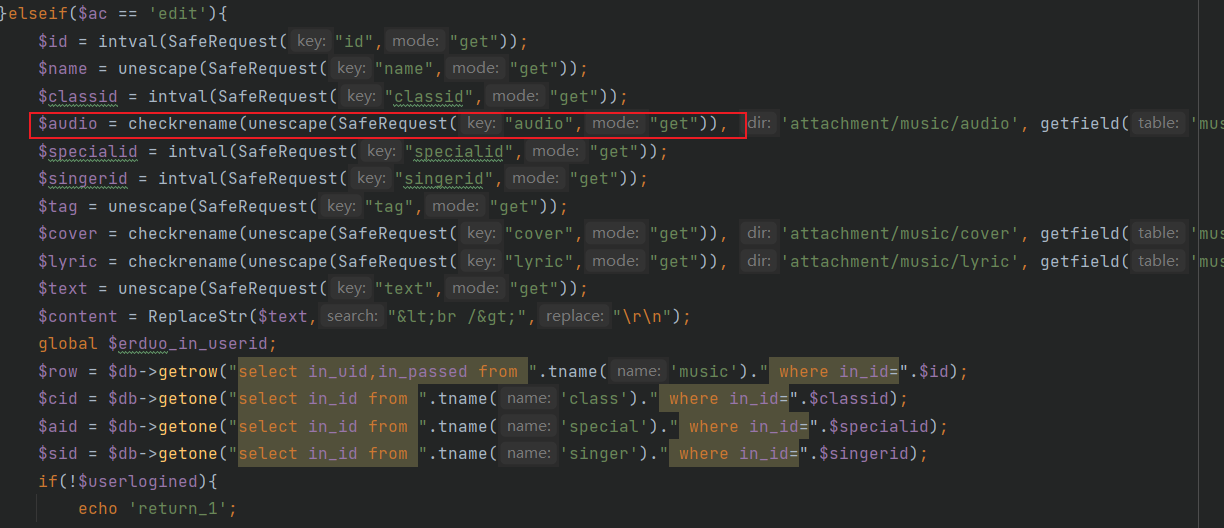 }elseif($ac == 'edit'){
$id = intval(SafeRequest( key: "id", mode: "get"));
$name = unescape(SafeRequest( key: "name", mode: "get"));
$classid = intval(SafeRequest( key: "classid", mode: "get"));
$audio = checkrename(unescape(SafeRequest( key: "audio", mode: "get")), dir: 'attachment/music/audio', getfield( table: 'mus
$specialid = intval(SafeRequest( key: "specialid", mode: "get"));
$singerid = intval(SafeRequest( key: "singerid", mode: "get"));
$tag = unescape(SafeRequest( key: "tag", mode: "get"));
$cover = checkrename(unescape(SafeRequest( key: "cover", mode: "get")), dir: 'attachment/music/cover', getfield( table: 'mus
$lyric = checkrename(unescape(SafeRequest( key: "lyric", mode: "get")), dir: 'attachment/music/lyric', getfield( table: 'mus
$text = unescape(SafeRequest( key: "text", mode: "get"));
$content = ReplaceStr($text, search: "&lt;br /&gt;", replace: "\r\n");
global $erduo_in_userid;
$row = $db->getrow("select in_uid,in_passed from ".tname( name: 'music')." where in_id=".$id);
$cid = $db->getone("select in_id from ".tname( name: 'class')." where in_id=".$classid);
$aid = $db->getone("select in_id from ".tname( name: 'special')." where in_id=".$specialid);
$sid = $db->getone("select in_id from ".tname( name: 'singer')." where in_id=".$singerid);
if(!$userlogined){
echo 'return_1';